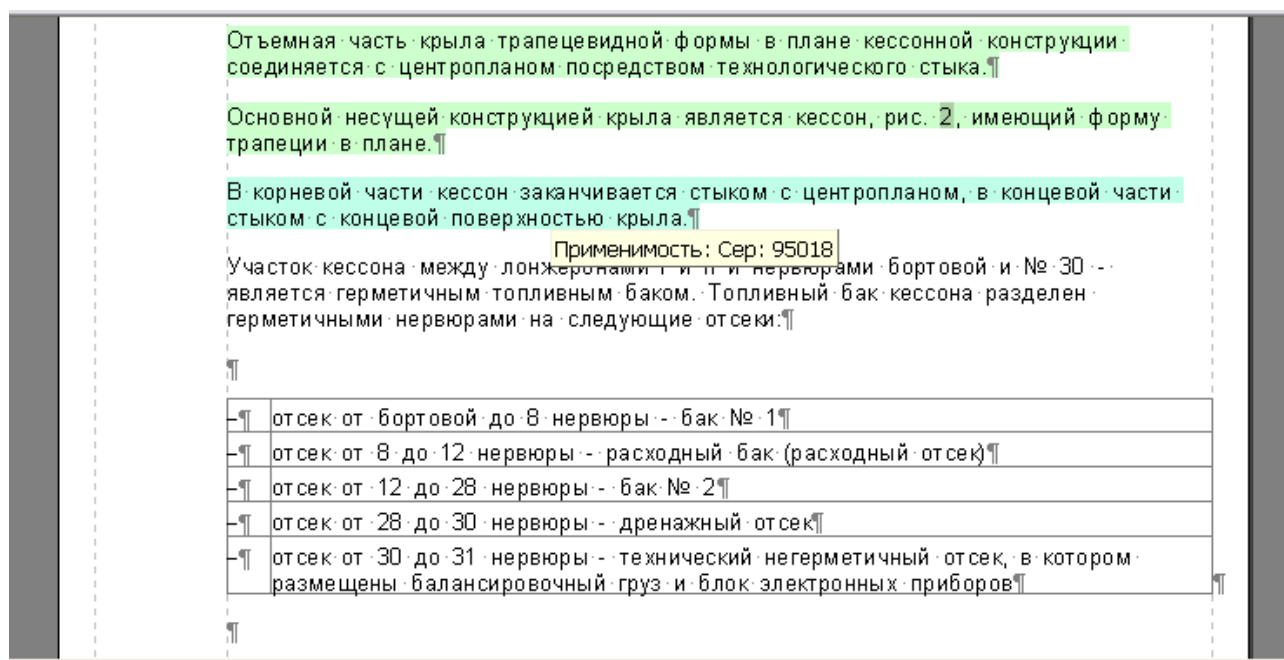 Отъемная часть крыла трапецевидной формы в плане кессонной конструкции
соединяется с центропланом посредством технологического стыка.¶
Основной несущей конструкцией крыла является кессон, рис. 2, имеющий форму
трапеции в плане.¶
В корневой части кессон заканчивается стыком с центропланом, в концевой части
стыком с концевой поверхностью крыла.¶
Применимость: Сер: 95018
Участок кессона между лонжеронами и нервюрами бортовой и № 30 -
является герметичным топливным баком. Топливный бак кессона разделен
герметичными нервюрами на следующие отсеки:¶
¶
–¶ отсек от бортовой до 8 нервюры - бак № 1¶
–¶ отсек от 8 до 12 нервюры - расходный бак (расходный отсек)¶
–¶ отсек от 12 до 28 нервюры - бак № 2¶
–¶ отсек от 28 до 30 нервюры - дренажный отсек¶
–¶ отсек от 30 до 31 нервюры - технический негерметичный отсек, в котором
размещены балансировочный груз и блок электронных приборов¶ ¶
¶